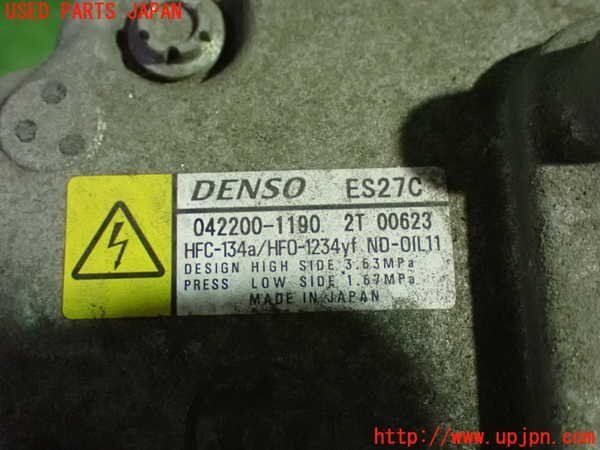 USED PARTS JAPAN
DENSO ES27C
042200-1190 2T 00623
HFC-134a/HFO-1234yf ND-OIL11
DESIGN HIGH SIDE 3.53MPa
PRESS LOW SIDE 1.67MPa
MADE IN JAPAN
http://www.upjpn.com/